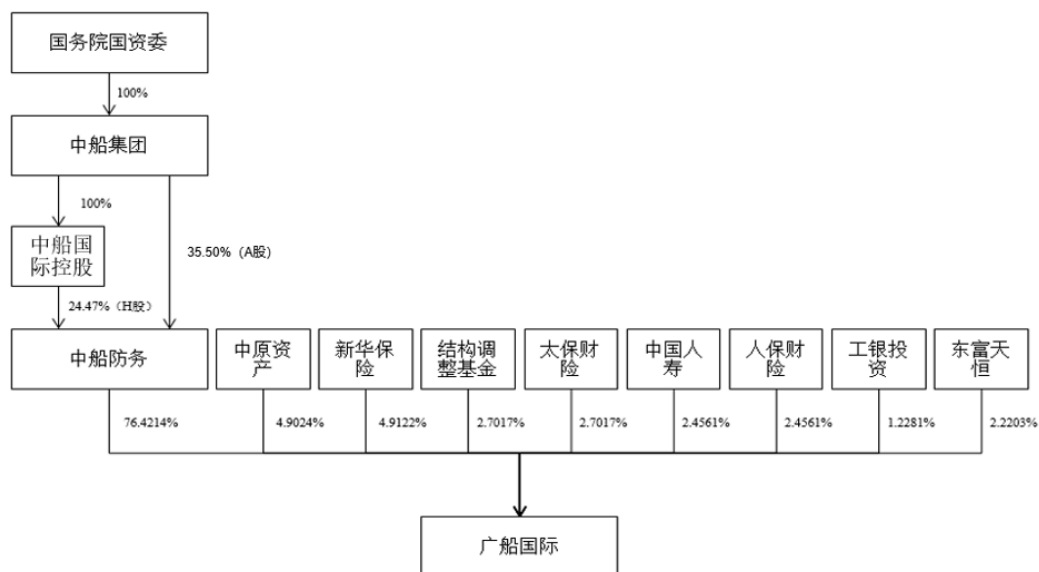 国务院国资委
100%
中船集团
100%
中船国
际控股
35.50%（A股）
24.47%（H股）
中船防务
中原资
产
新华保
险
结构调
整基金
太保财
险
中国人
寿
人保财
险
工银投
资
东富天
恒
76.4214%
4.9024%
4.9122%
2.7017%
2.7017%
2.4561%
2.4561%
1.2281%
2.2203%
广船国际